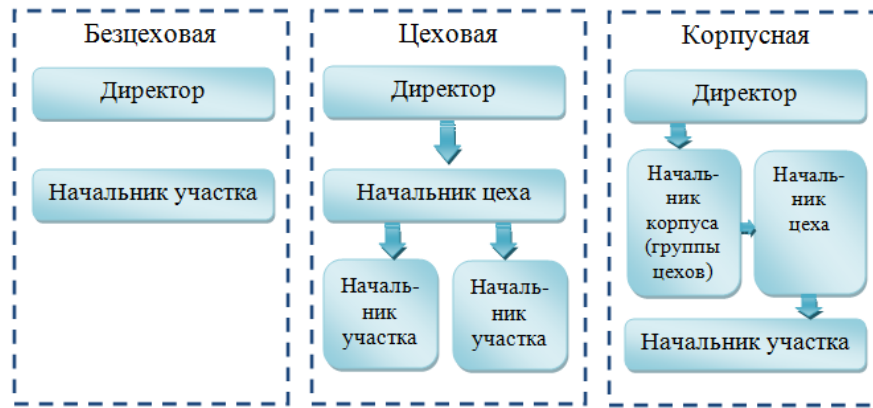 Безцеховая
Директор
Начальник участка
Цеховая
Директор
Начальник цеха
Началь-
ник
участка
Началь-
ник
участка
Корпусная
Директор
Началь-
ник
корпуса
(группы
цехов)
Началь-
ник
цеха
Начальник участка